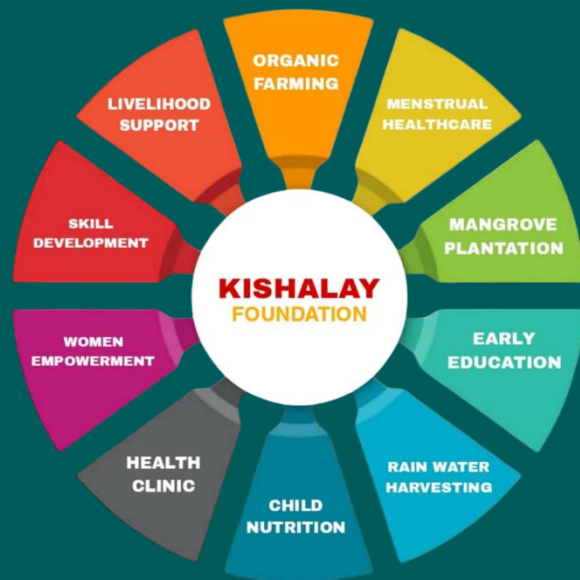 ORGANIC
FARMING
MENSTRUAL
HEALTHCARE
MANGROVE
PLANTATION
EARLY
EDUCATION
RAIN WATER
HARVESTING
CHILD
NUTRITION
HEALTH
CLINIC
WOMEN
EMPOWERMENT
SKILL
DEVELOPMENT
LIVELIHOOD
SUPPORT
KISHALAY
FOUNDATION